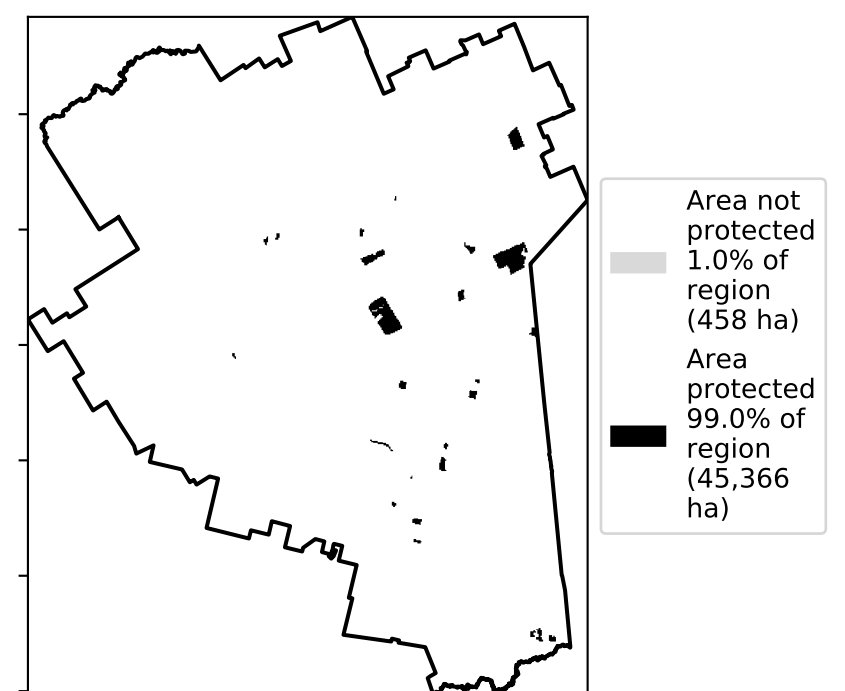 Area not
protected
1.0% of
region
(458 ha)
Area
protected
99.0% of
region
(45,366
ha)